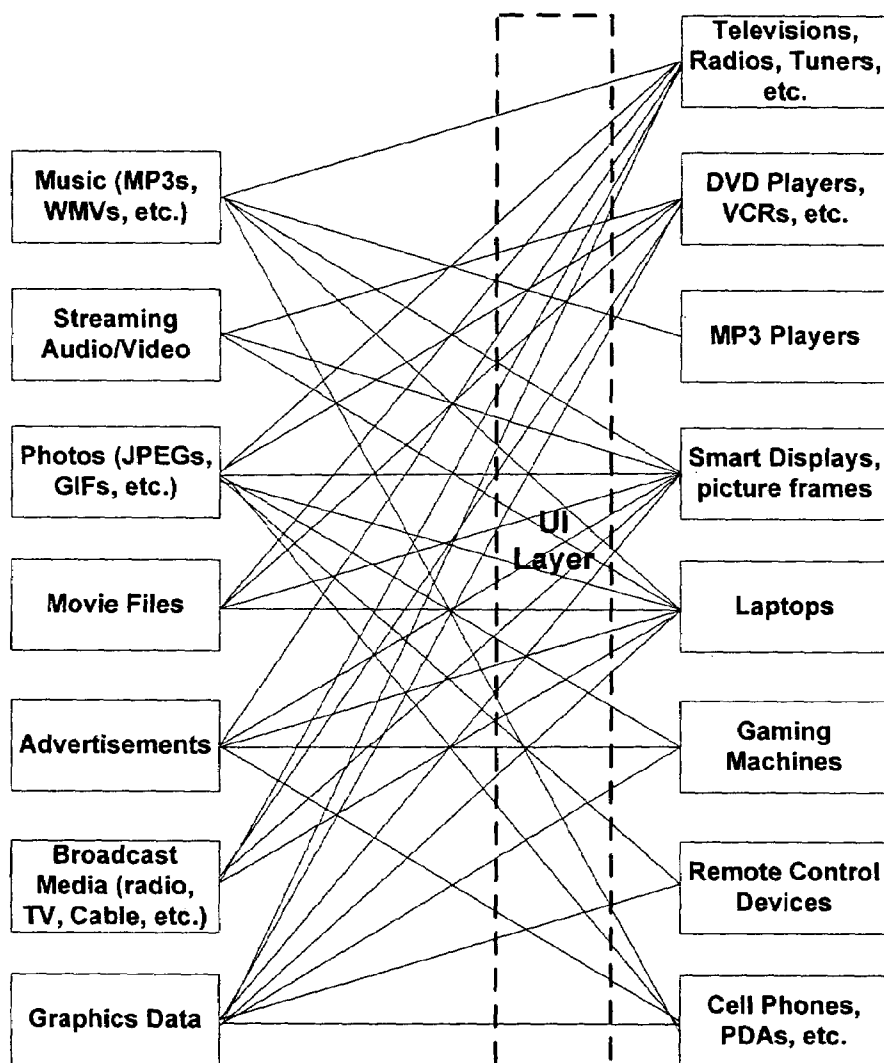 Music (MP3s,
WMVs, etc.)
Streaming
Audio/Video
Photos (JPEGs,
GIFs, etc.)
Movie Files
Advertisements
Broadcast
Media (radio,
TV, Cable, etc.)
Graphics Data
UI
Layer
Televisions,
Radios, Tuners,
etc.
DVD Players,
VCRs, etc.
MP3 Players
Smart Displays,
picture frames
Laptops
Gaming
Machines
Remote Control
Devices
Cell Phones,
PDAs, etc.